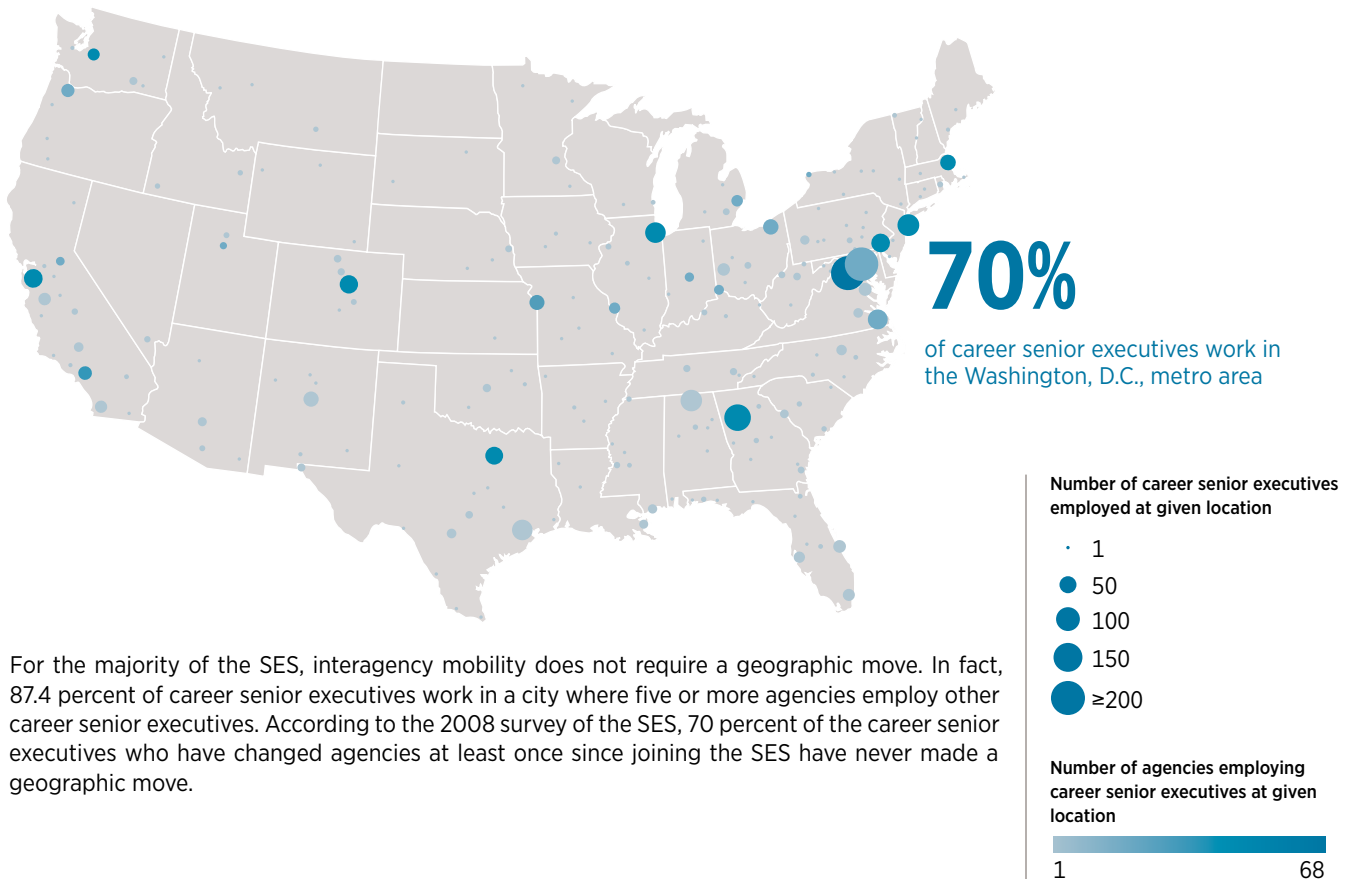 70%
of career senior executives work in
the Washington, D.C., metro area
Number of career senior executives
employed at given location
1
50
100
150
≥200
Number of agencies employing
career senior executives at given
location
1 68
For the majority of the SES, interagency mobility does not require a geographic move. In fact,
87.4 percent of career senior executives work in a city where five or more agencies employ other
career senior executives. According to the 2008 survey of the SES, 70 percent of the career senior
executives who have changed agencies at least once since joining the SES have never made a
geographic move.